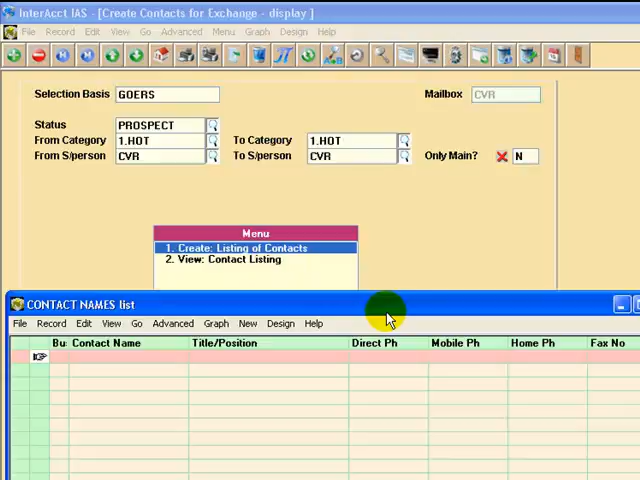 InterAcct IAS - [Create Contacts for Exchange - display ]
File Record Edit View Go Advanced Menu Graph Design Help
Selection Basis GOERS Mailbox CVR
Status PROSPECT
From Category 1.HOT To Category 1.HOT
From S/person CVR To S/person CVR Only Main? N
Menu
1. Create: Listing of Contacts
2. View: Contact Listing
CONTACT NAMES list
File Record Edit View Go Advanced Graph New Design Help
Bu Contact Name Title/Position Direct Ph Mobile Ph Home Ph Fax No